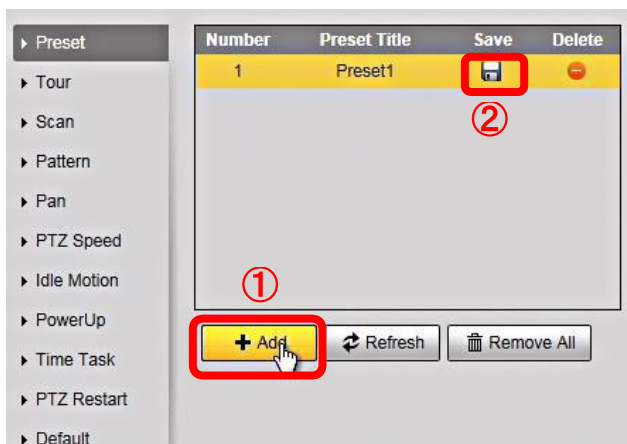 Preset
Tour
Scan
Pattern
Pan
PTZ Speed
Idle Motion
PowerUp
Time Task
PTZ Restart
Default
Number Preset Title Save Delete
1 Preset1
②
①
Add Refresh Remove All